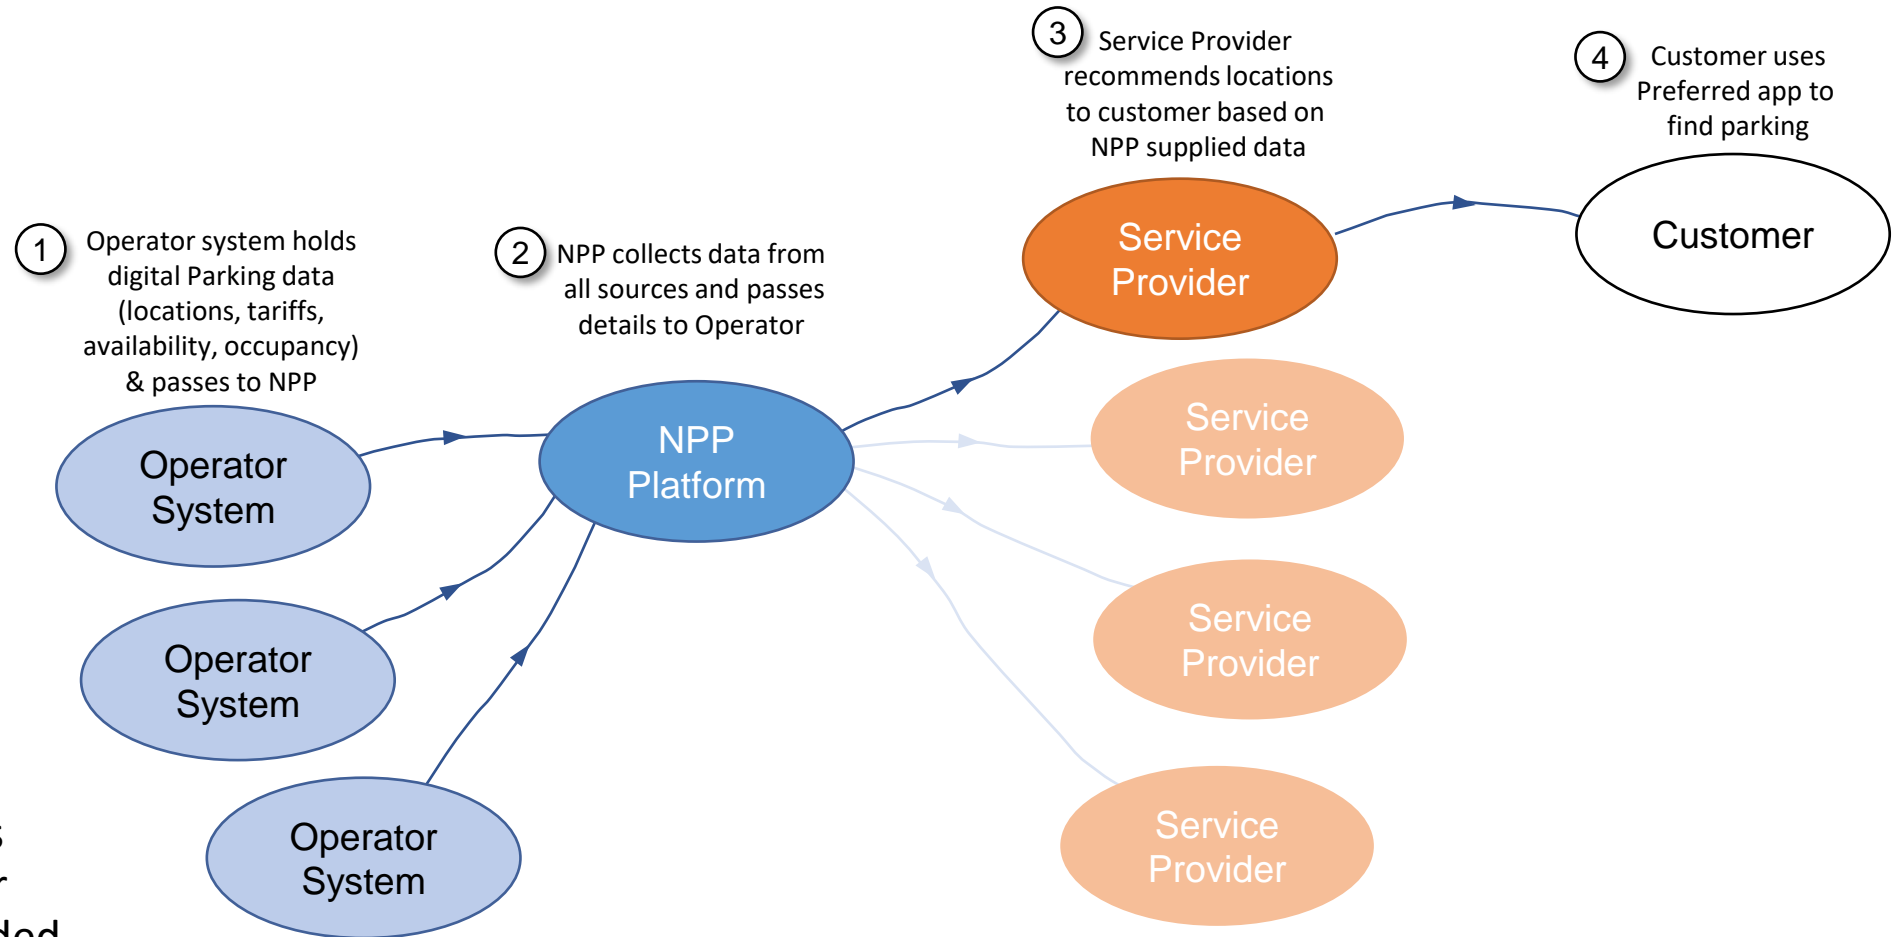 1
Operator system holds
digital Parking data
(locations, tariffs,
availability, occupancy)
& passes to NPP
2
NPP collects data from
all sources and passes
details to Operator
3
Service Provider
recommends locations
to customer based on
NPP supplied data
4
Customer uses
Preferred app to
find parking
Operator
System
Operator
System
Operator
System
NPP
Platform
Service
Provider
Service
Provider
Service
Provider
Service
Provider
Customer